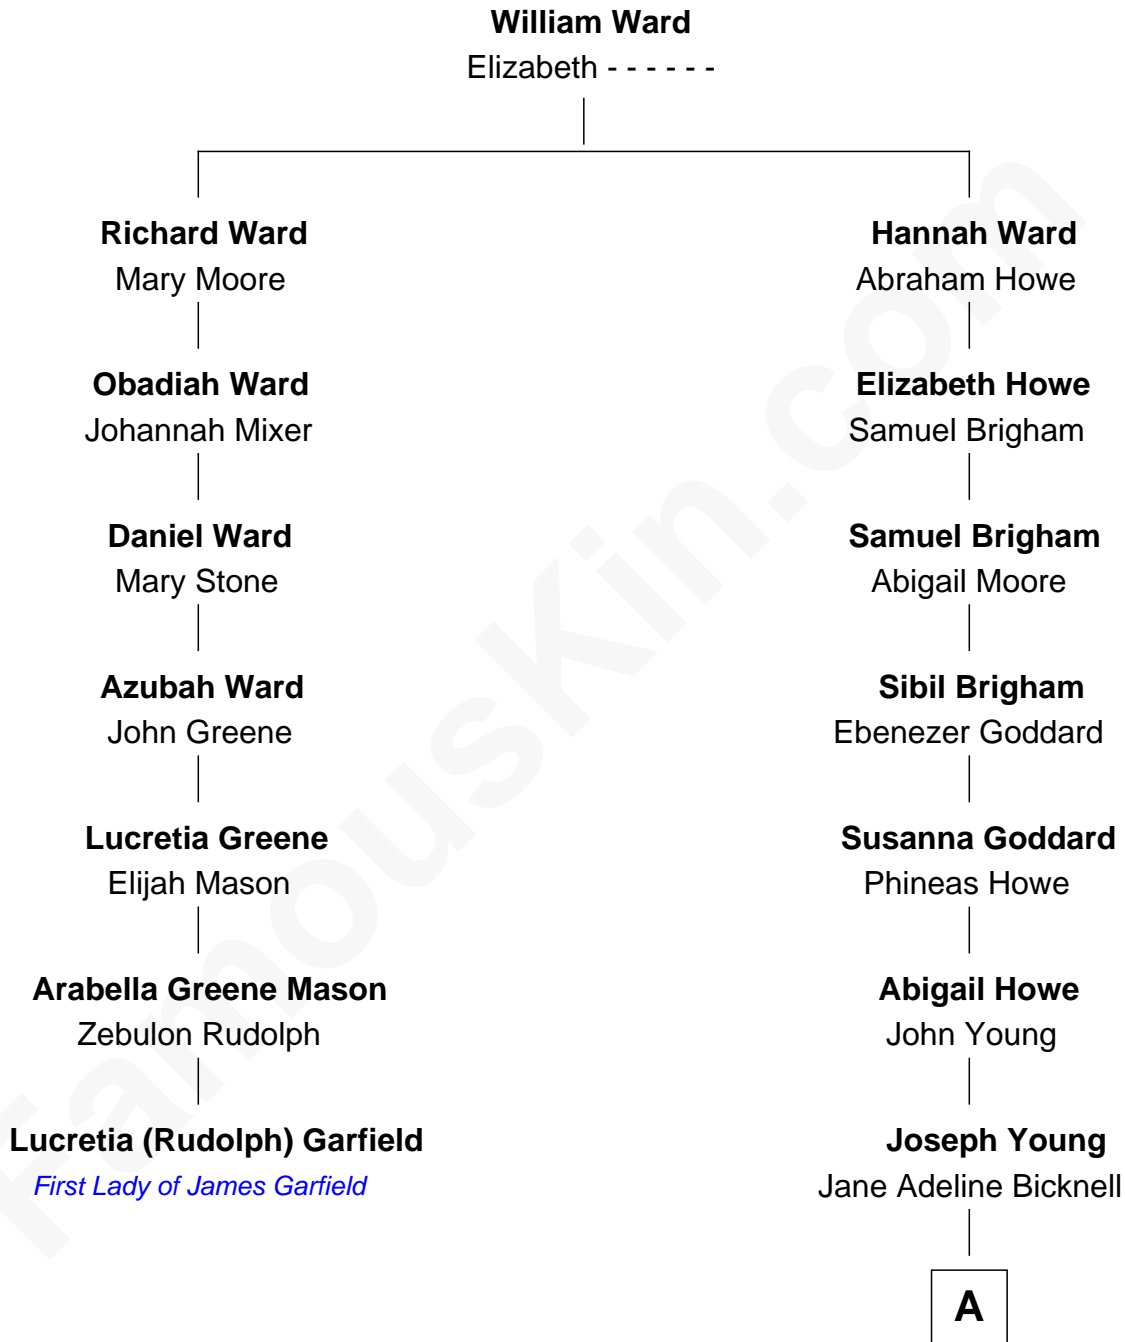 William Ward
Elizabeth - - - - - -
Richard Ward
Mary Moore
Hannah Ward
Abraham Howe
Obadiah Ward
Johannah Mixer
Elizabeth Howe
Samuel Brigham
Daniel Ward
Mary Stone
Samuel Brigham
Abigail Moore
Azubah Ward
John Greene
Sibil Brigham
Ebenezer Goddard
Lucretia Greene
Elijah Mason
Susanna Goddard
Phineas Howe
Arabella Greene Mason
Zebulon Rudolph
Abigail Howe
John Young
Lucretia (Rudolph) Garfield
First Lady of James Garfield
Joseph Young
Jane Adeline Bicknell
A
FamousKin.com